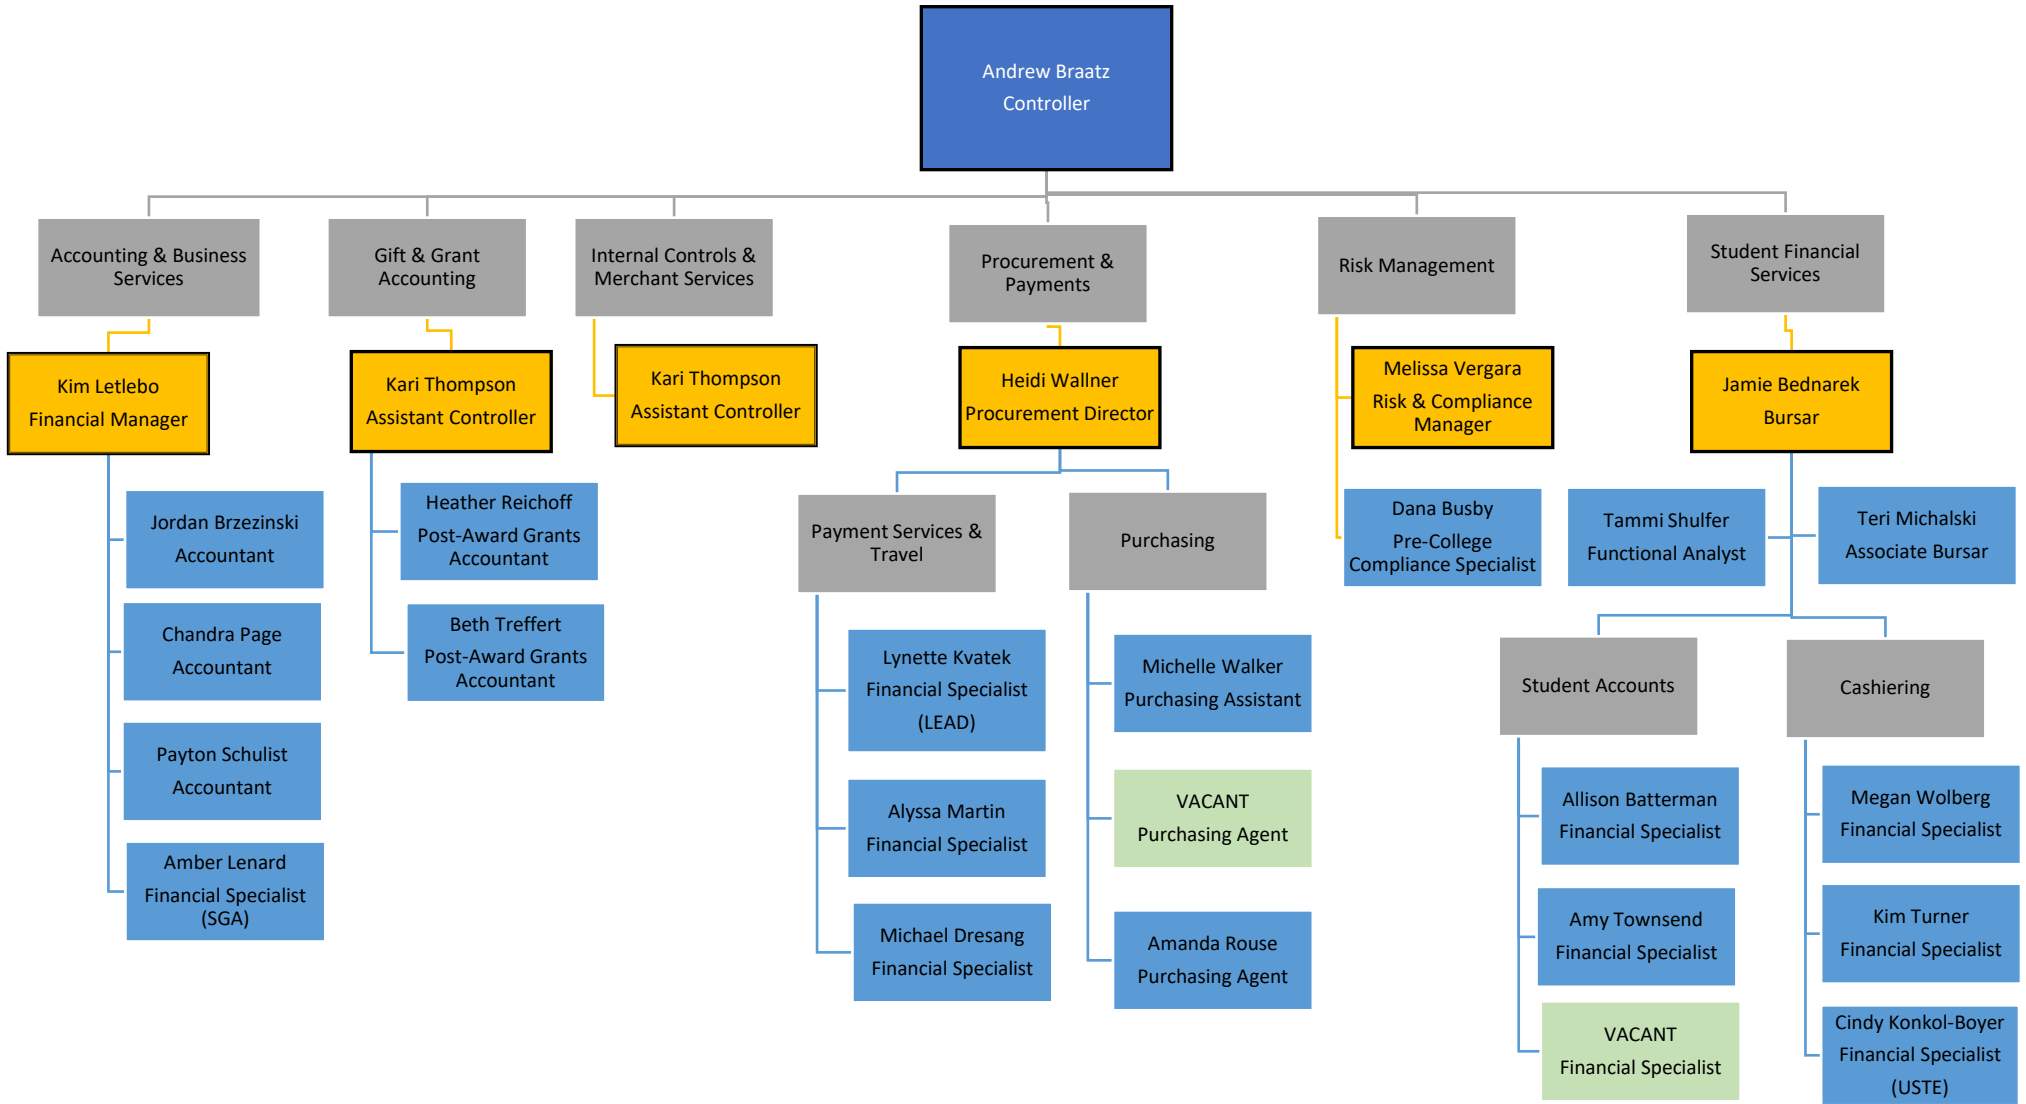 Andrew Braatz
Controller
Accounting & Business
Services
Gift & Grant
Accounting
Internal Controls &
Merchant Services
Procurement &
Payments
Risk Management
Student Financial
Services
Kim Letlebo
Financial Manager
Kari Thompson
Assistant Controller
Kari Thompson
Assistant Controller
Heidi Wallner
Procurement Director
Melissa Vergara
Risk & Compliance
Manager
Jamie Bednarek
Bursar
Jordan Brzezinski
Accountant
Chandra Page
Accountant
Payton Schulist
Accountant
Amber Lenard
Financial Specialist
(SGA)
Heather Reichoff
Post-Award Grants
Accountant
Beth Treffert
Post-Award Grants
Accountant
Payment Services &
Travel
Lynette Kvatek
Financial Specialist
(LEAD)
Alyssa Martin
Financial Specialist
Michael Dresang
Financial Specialist
Purchasing
Michelle Walker
Purchasing Assistant
VACANT
Purchasing Agent
Amanda Rouse
Purchasing Agent
Dana Busby
Pre-College
Compliance Specialist
Tammi Shulfer
Functional Analyst
Teri Michalski
Associate Bursar
Student Accounts
Allison Batterman
Financial Specialist
Amy Townsend
Financial Specialist
VACANT
Financial Specialist
Cashiering
Megan Wolberg
Financial Specialist
Kim Turner
Financial Specialist
Cindy Konkol-Boyer
Financial Specialist
(USTE)